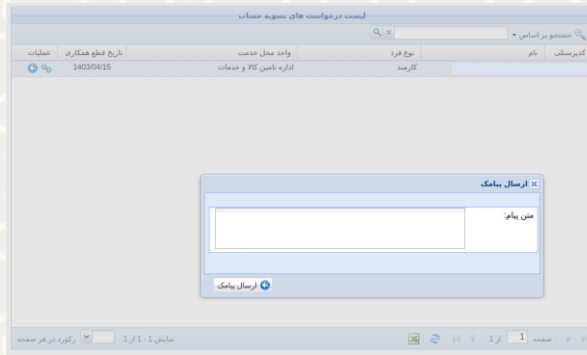 لیست درخواست های تسویه حساب
جستجو بر اساس
کدپرسنلی نام نوع فرد واحد محل خدمت تاریخ قطع همکاری عملیات
کارمند اداره تامین کالا و خدمات 1403/04/15
ارسال پیامک
متن پیام:
ارسال پیامک
صفحه 1 از 1 نمایش 1 - 1 از 1 رکورد در هر صفحه